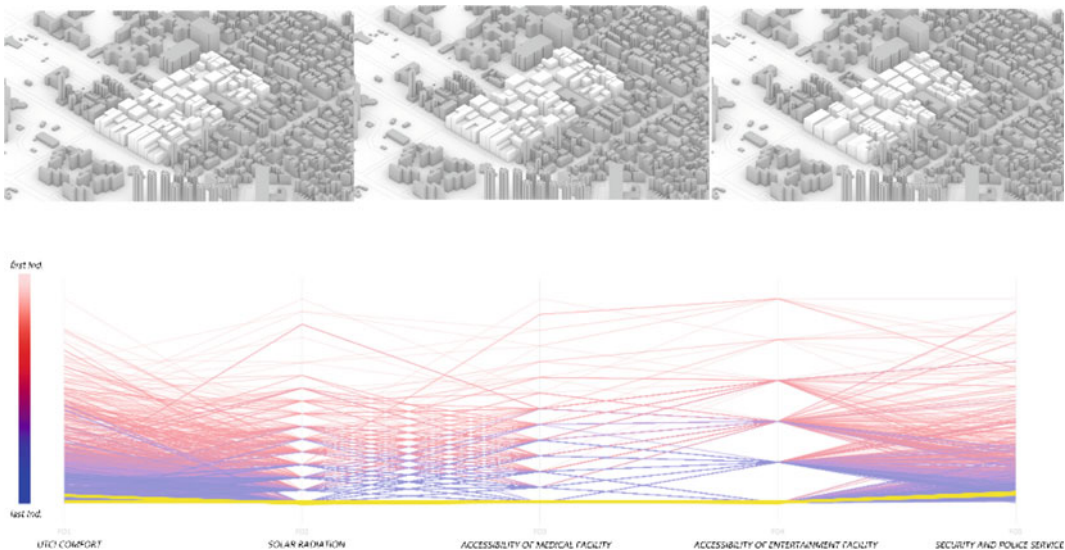 first Ind.
last Ind.
UTCI COMFORT
SOLAR RADIATION
ACCESSIBILITY OF MEDICAL FACILITY
ACCESSIBILITY OF ENTERTAINMENT FACILITY
SECURITY AND POLICE SERVICE